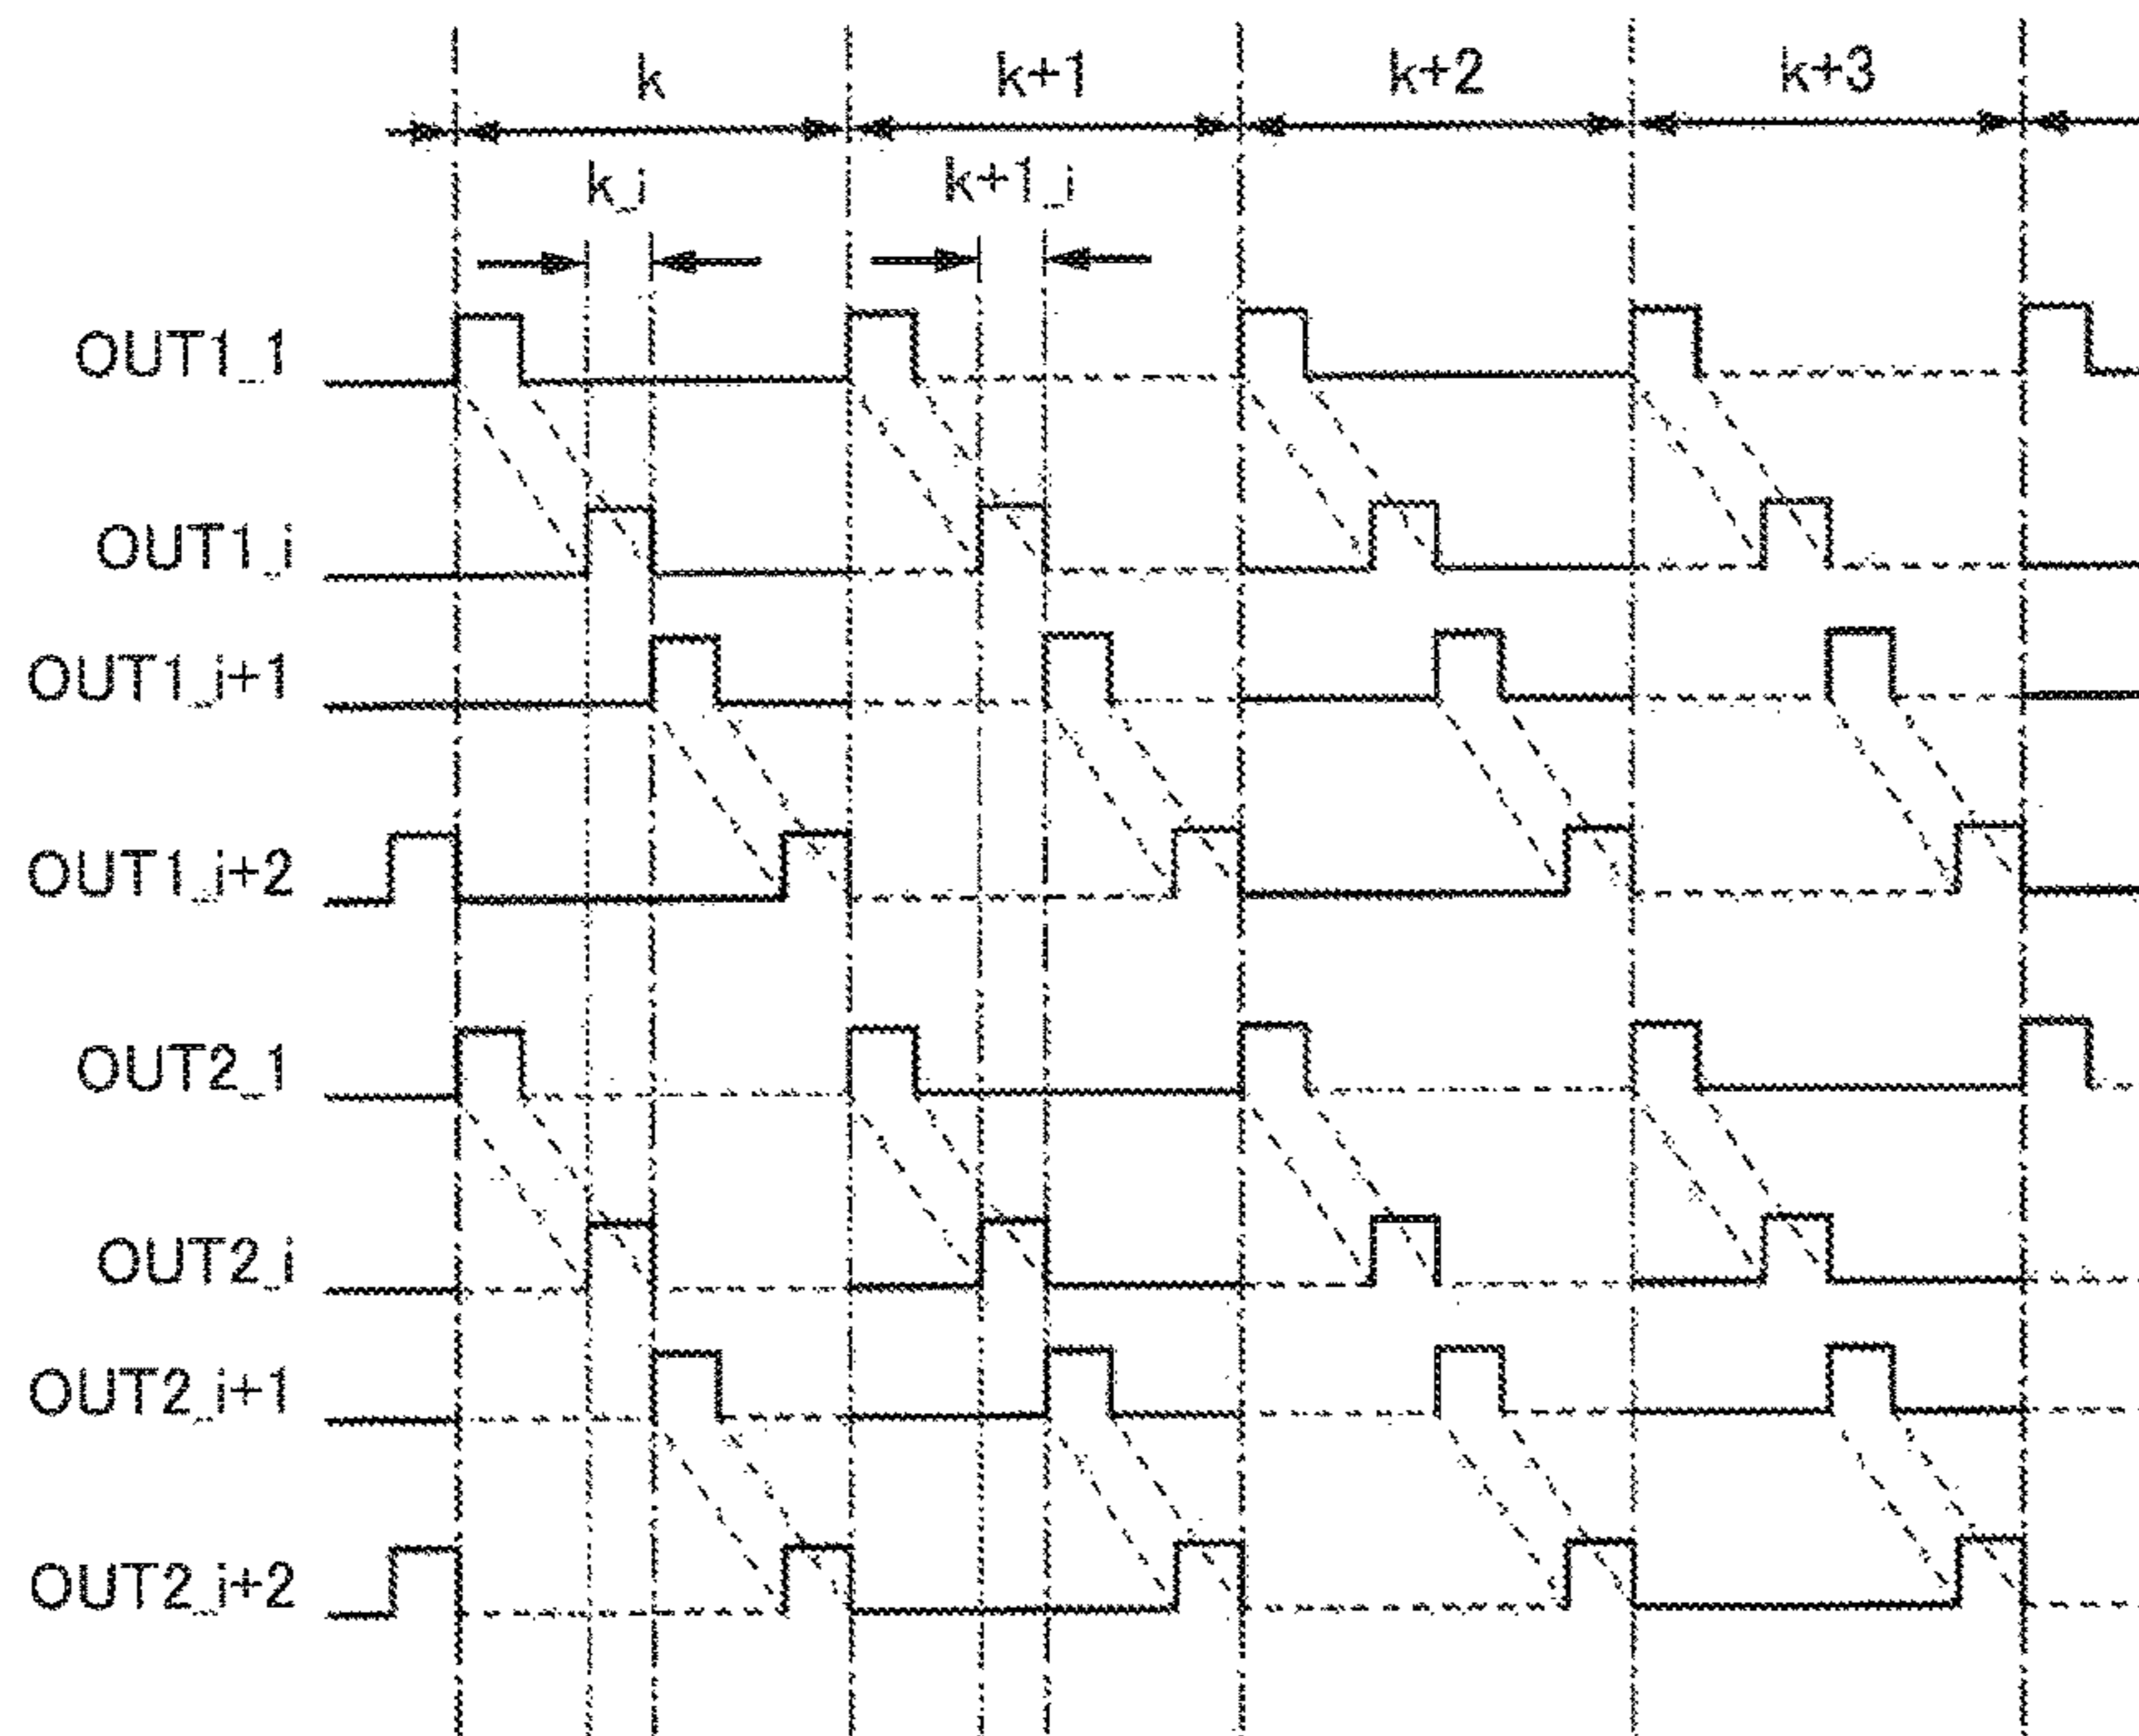 k
k+1
k+2
k+3
k_i
k+1_i
OUT1_1
OUT1_i
OUT1_i+1
OUT1_i+2
OUT2_1
OUT2_i
OUT2_i+1
OUT2_i+2